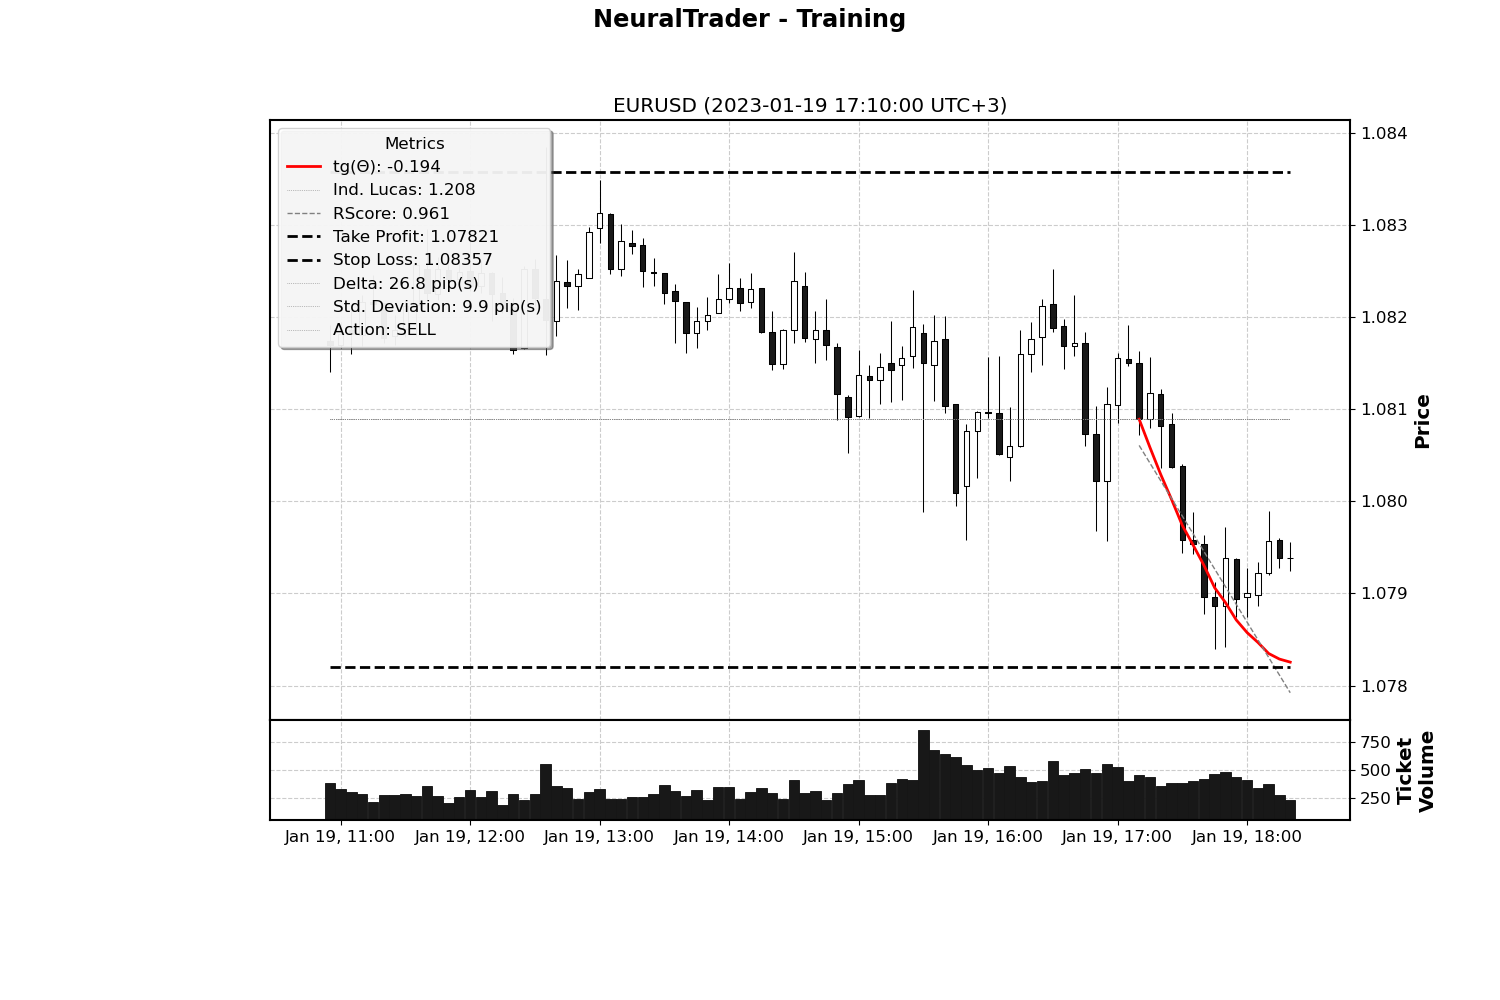 NeuralTrader - Training
EURUSD (2023-01-19 17:10:00 UTC+3)
Metrics
tg(Θ): -0.194
Ind. Lucas: 1.208
RScore: 0.961
Take Profit: 1.07821
Stop Loss: 1.08357
Delta: 26.8 pip(s)
Std. Deviation: 9.9 pip(s)
Action: SELL
1.084
1.083
1.082
1.081
1.080
1.079
1.078
Price
750
500
250
Ticket
Volume
Jan 19, 11:00 Jan 19, 12:00 Jan 19, 13:00 Jan 19, 14:00 Jan 19, 15:00 Jan 19, 16:00 Jan 19, 17:00 Jan 19, 18:00